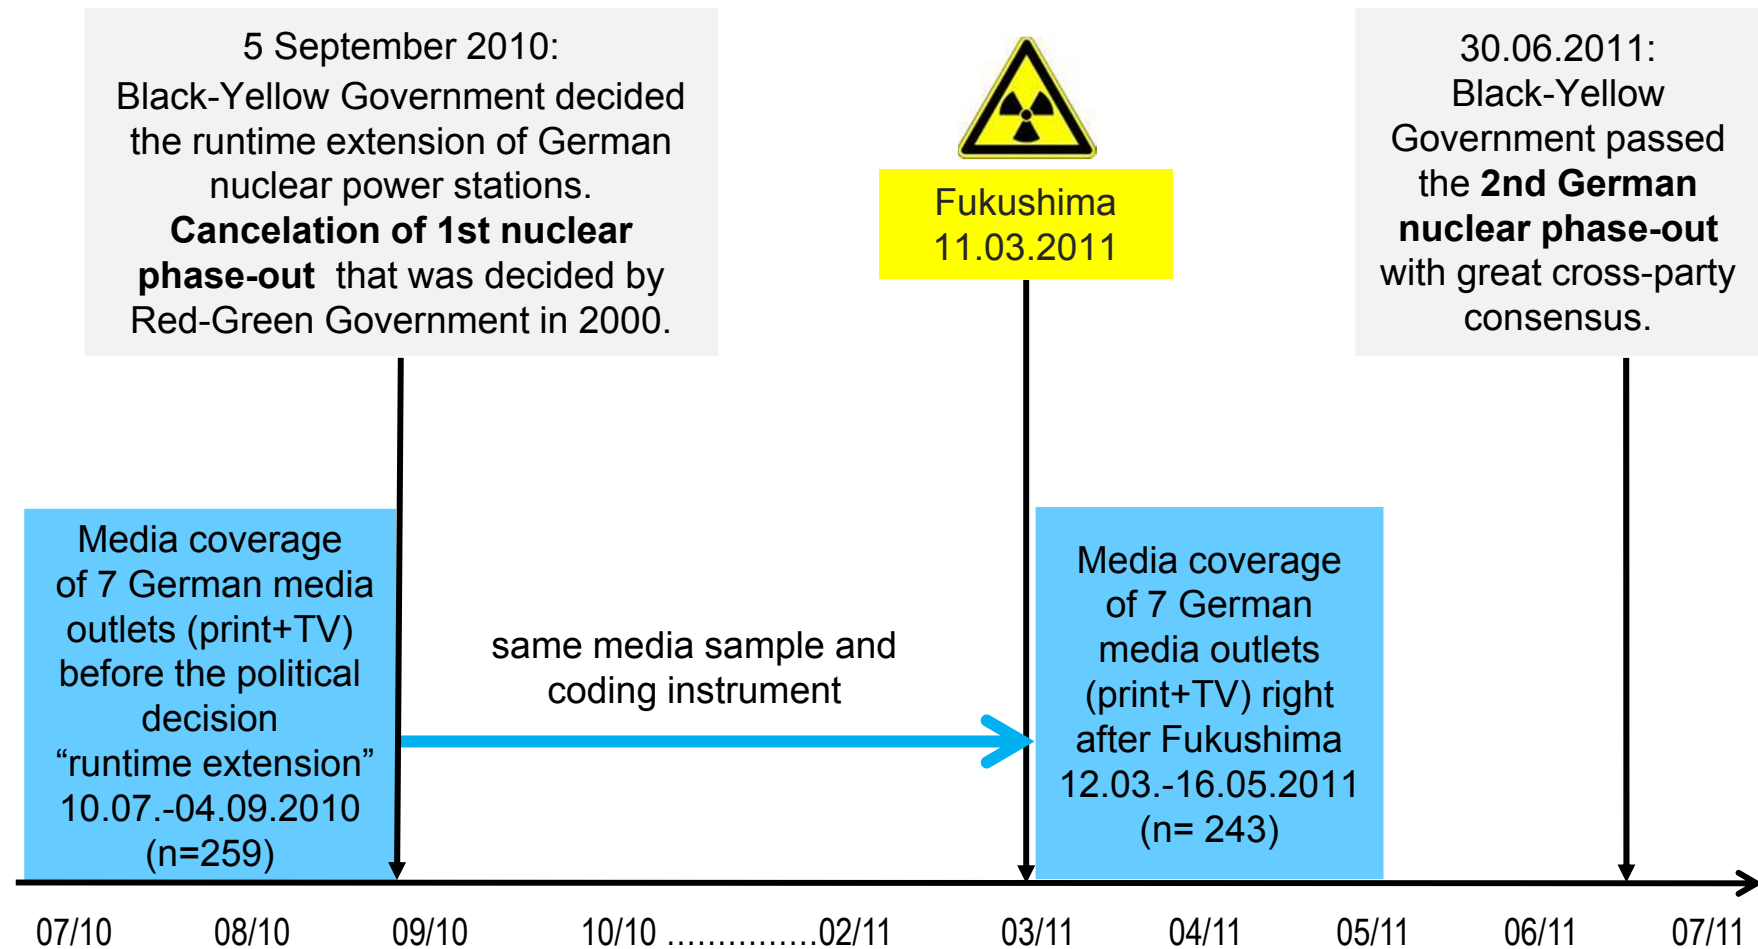 5 September 2010:
Black-Yellow Government decided
the runtime extension of German
nuclear power stations.
Cancelation of 1st nuclear
phase-out that was decided by
Red-Green Government in 2000.
Fukushima
11.03.2011
30.06.2011:
Black-Yellow
Government passed
the 2nd German
nuclear phase-out
with great cross-party
consensus.
Media coverage
of 7 German media
outlets (print+TV)
before the political
decision
“runtime extension”
10.07.-04.09.2010
(n=259)
same media sample and
coding instrument
Media coverage
of 7 German
media outlets
(print+TV) right
after Fukushima
12.03.-16.05.2011
(n= 243)
07/10 08/10 09/10 10/10 ...............02/11 03/11 04/11 05/11 06/11 07/11